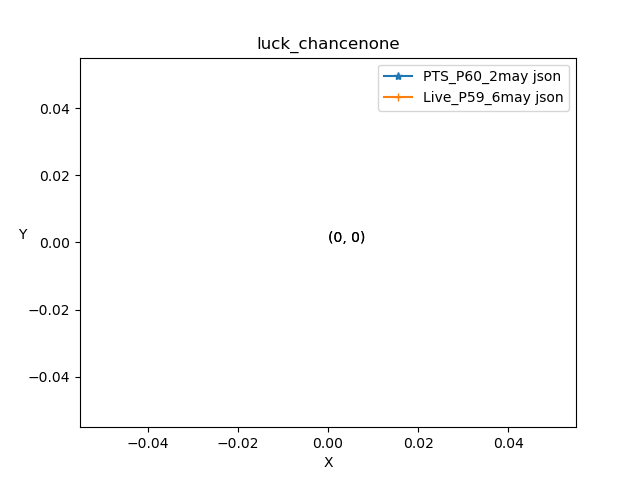 luck_chancenone
PTS_P60_2may json
Live_P59_6may json
0.04
0.02
Y
0.00
−0.02
−0.04
(0, 0)
−0.04 −0.02 0.00 0.02 0.04
X